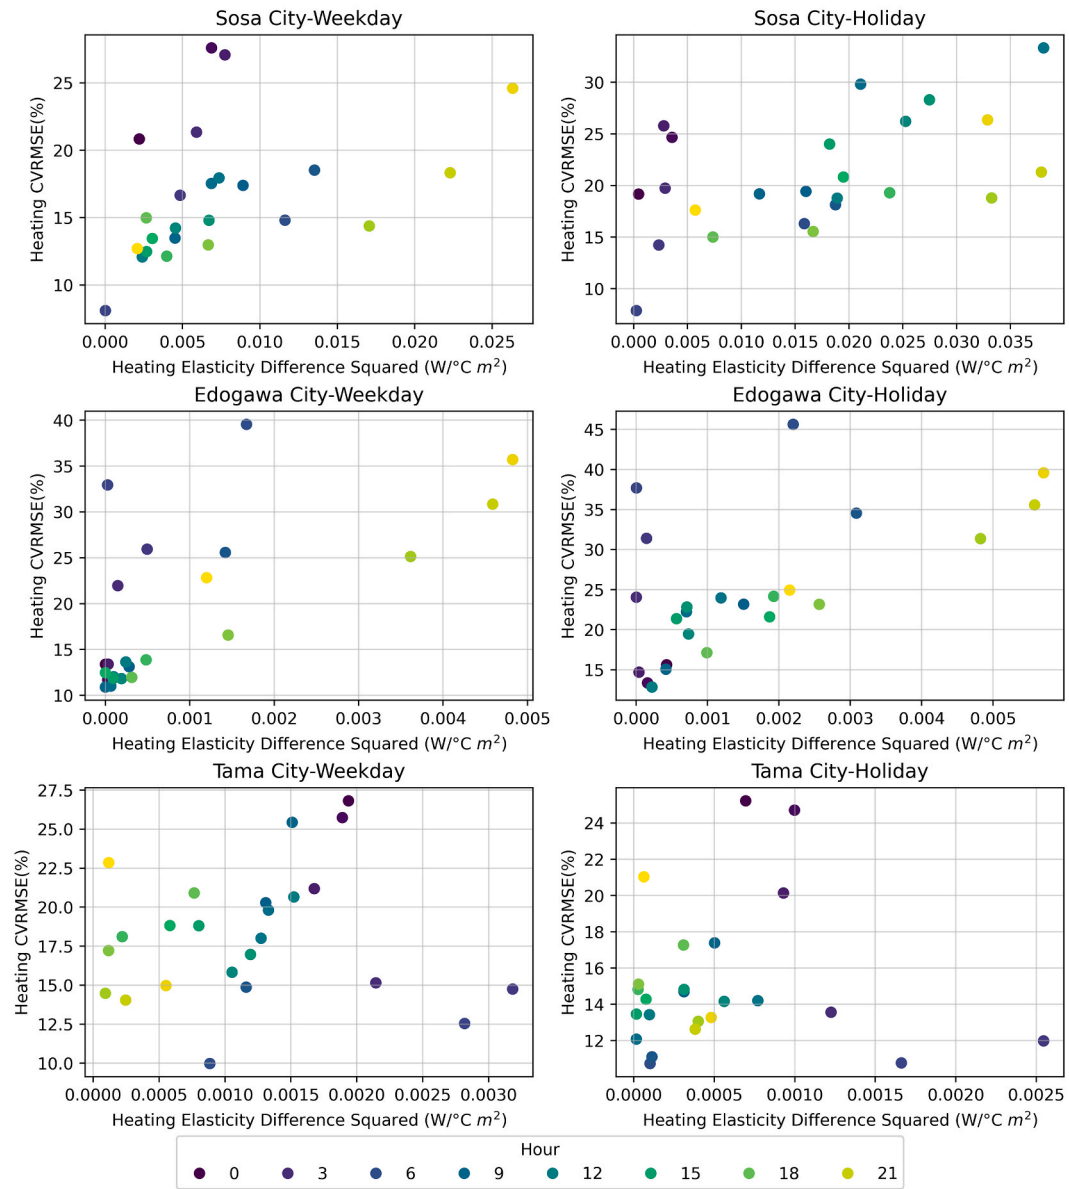 Sosa City-Weekday
Heating CVRMSE(%)
25
20
15
10
0.000 0.005 0.010 0.015 0.020 0.025
Heating Elasticity Difference Squared (W/°C m²)
Sosa City-Holiday
Heating CVRMSE(%)
30
25
20
15
10
0.000 0.005 0.010 0.015 0.020 0.025 0.030 0.035
Heating Elasticity Difference Squared (W/°C m²)
Edogawa City-Weekday
Heating CVRMSE(%)
40
35
30
25
20
15
10
0.000 0.001 0.002 0.003 0.004 0.005
Heating Elasticity Difference Squared (W/°C m²)
Edogawa City-Holiday
Heating CVRMSE(%)
45
40
35
30
25
20
15
0.000 0.001 0.002 0.003 0.004 0.005
Heating Elasticity Difference Squared (W/°C m²)
Tama City-Weekday
Heating CVRMSE(%)
27.5
25.0
22.5
20.0
17.5
15.0
12.5
10.0
0.0000 0.0005 0.0010 0.0015 0.0020 0.0025 0.0030
Heating Elasticity Difference Squared (W/°C m²)
Tama City-Holiday
Heating CVRMSE(%)
24
22
20
18
16
14
12
0.0000 0.0005 0.0010 0.0015 0.0020 0.0025
Heating Elasticity Difference Squared (W/°C m²)
Hour
0 3 6 9 12 15 18 21